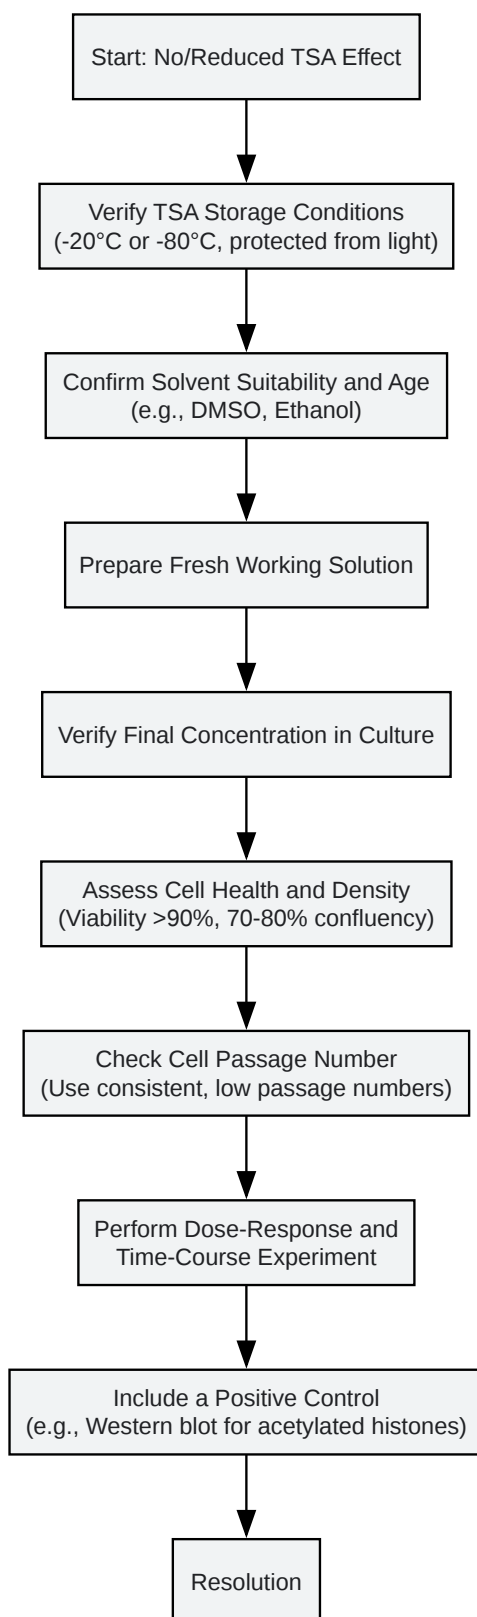 Start: No/Reduced TSA Effect
Verify TSA Storage Conditions
(-20°C or -80°C, protected from light)
Confirm Solvent Suitability and Age
(e.g., DMSO, Ethanol)
Prepare Fresh Working Solution
Verify Final Concentration in Culture
Assess Cell Health and Density
(Viability >90%, 70-80% confluency)
Check Cell Passage Number
(Use consistent, low passage numbers)
Perform Dose-Response and
Time-Course Experiment
Include a Positive Control
(e.g., Western blot for acetylated histones)
Resolution